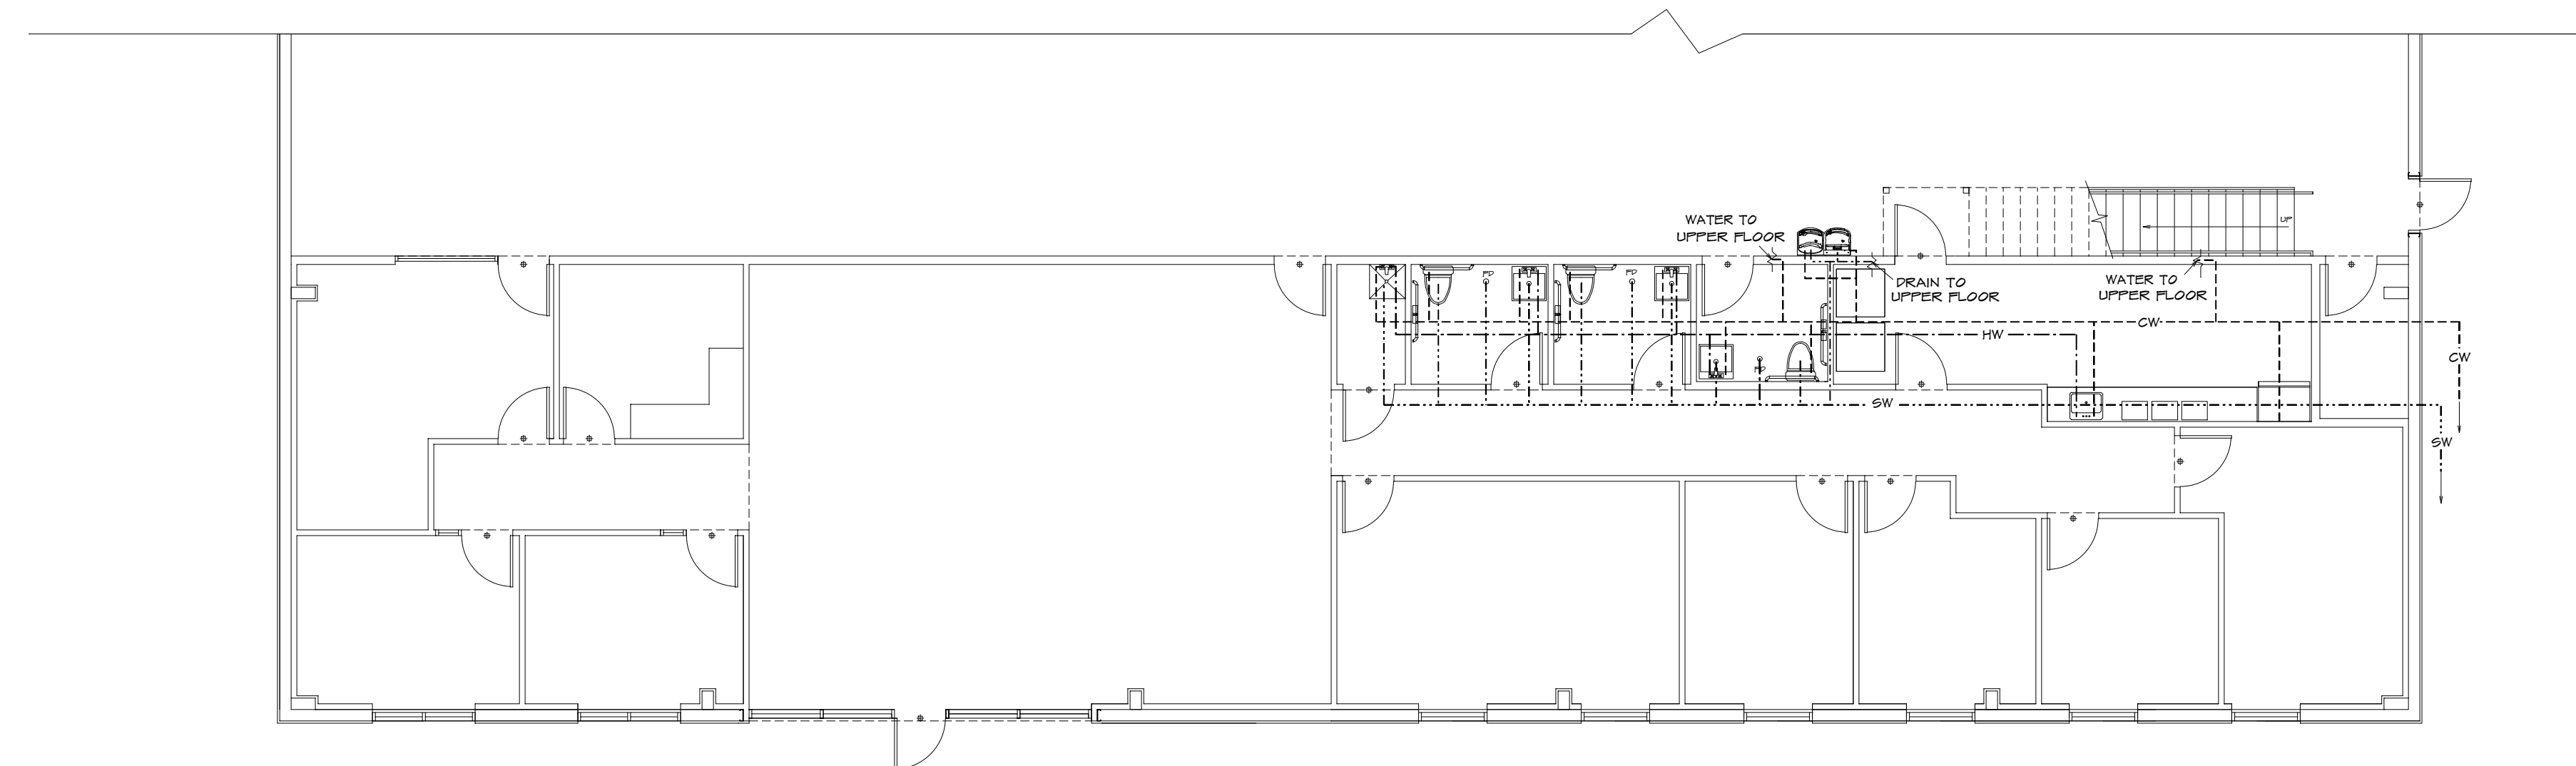 WATER TO
UPPER FLOOR
UP
FD
FD
DRAIN TO
UPPER FLOOR
WATER TO
UPPER FLOOR
CW
HW
CW
FD
SW
SW